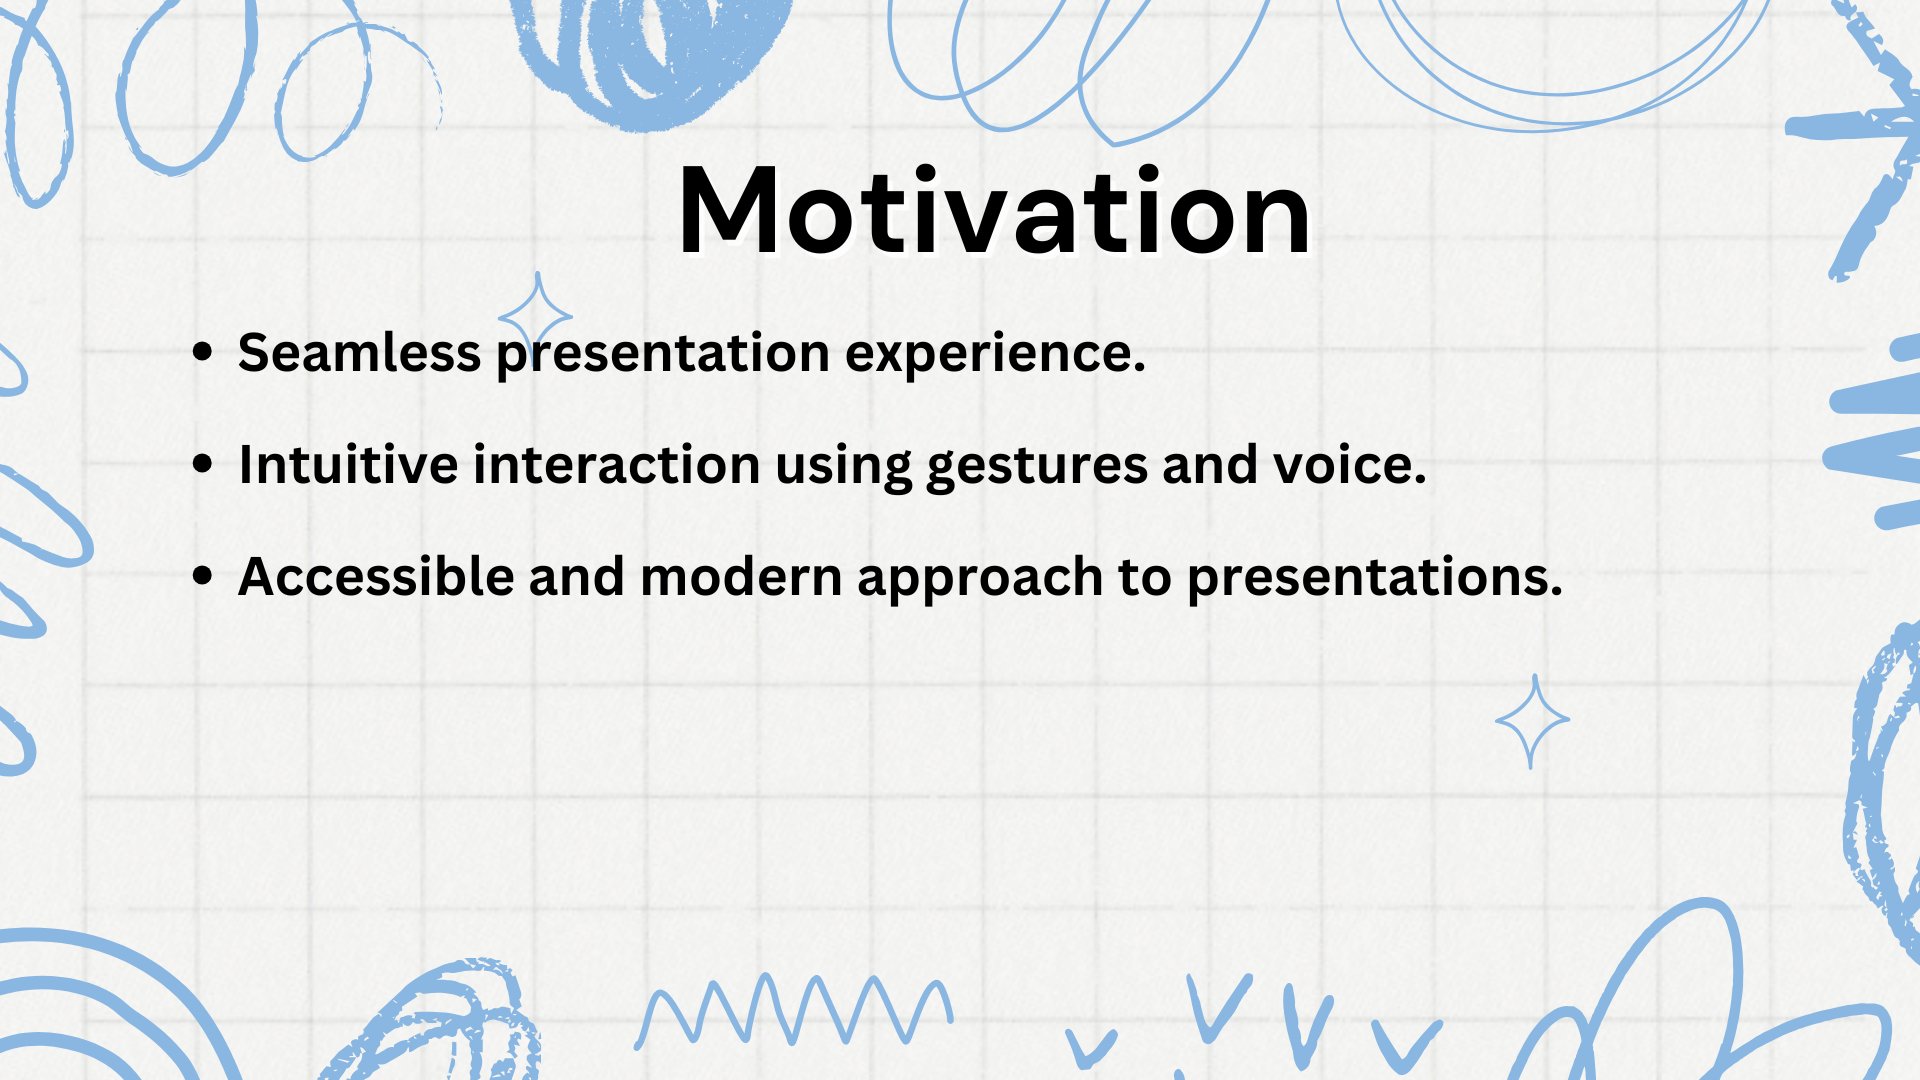 Motivation
• Seamless presentation experience.
• Intuitive interaction using gestures and voice.
• Accessible and modern approach to presentations.